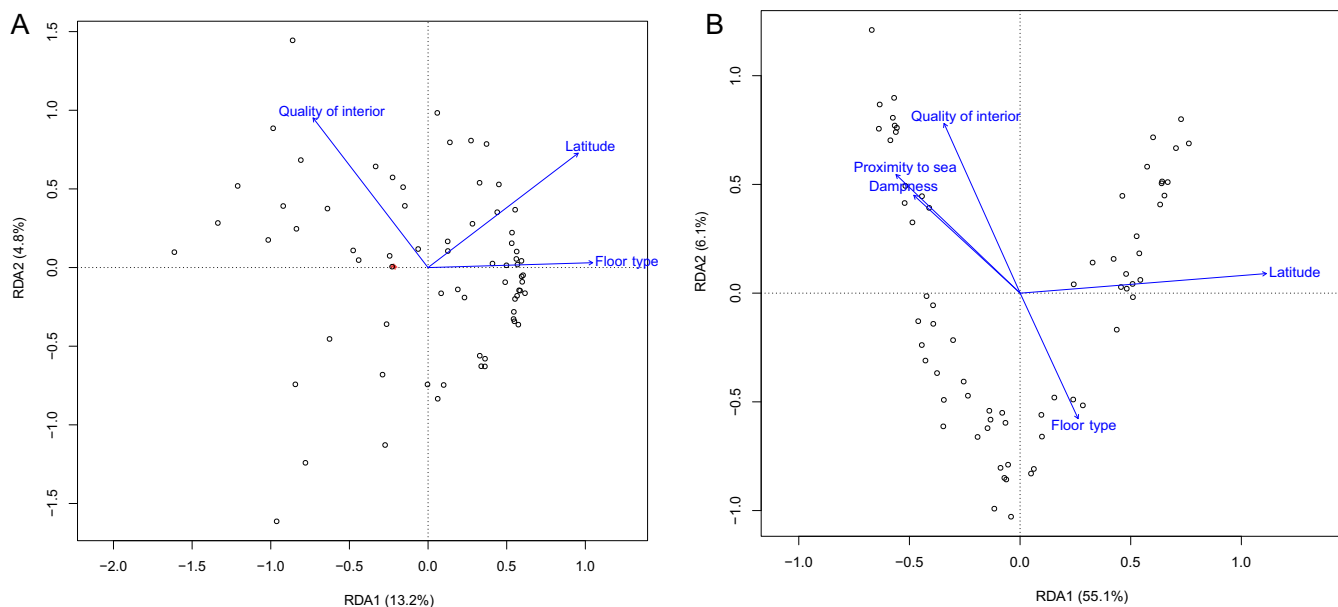 A
1.5
1.0
0.5
0.0
−0.5
−1.0
−1.5
RDA2 (4.8%)
Quality of interior
Latitude
Floor type
−2.0 −1.5 −1.0 −0.5 0.0 0.5 1.0
RDA1 (13.2%)
B
1.0
0.5
0.0
−0.5
−1.0
RDA2 (6.1%)
Quality of interior
Proximity to sea
Dampness
Latitude
Floor type
−1.0 −0.5 0.0 0.5 1.0
RDA1 (55.1%)